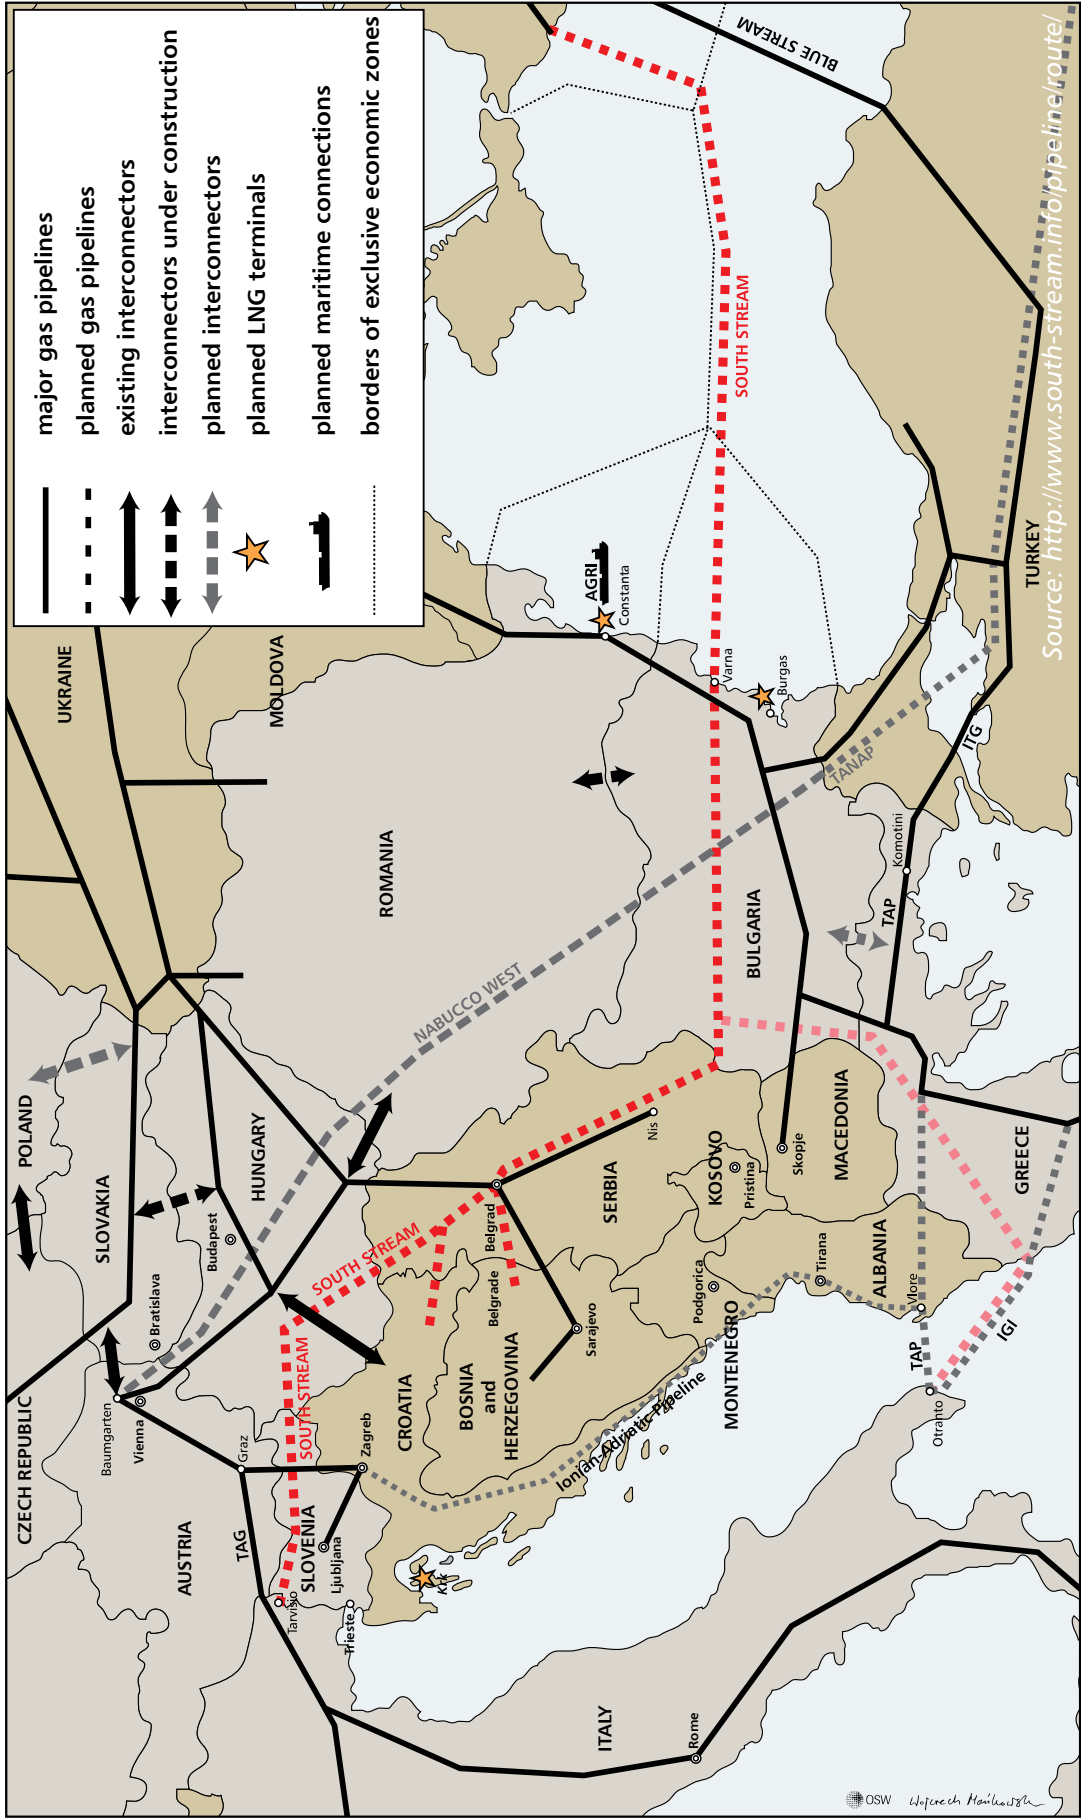 major gas pipelines
planned gas pipelines
existing interconnectors
interconnectors under construction
planned interconnectors
planned LNG terminals
planned maritime connections
borders of exclusive economic zones
CZECH REPUBLIC
POLAND
UKRAINE
SLOVAKIA
MOLDOVA
Baumgarten
Vienna
Bratislava
Budapest
HUNGARY
AUSTRIA
TAG
Graz
SOUTH STREAM
SOUTH STREAM
NABUCCO WEST
ROMANIA
Tarvisio
SLOVENIA
Ljubljana
Trieste
Zagreb
CROATIA
Krk
BOSNIA
and
HERZEGOVINA
Belgrade
Belgrad
Sarajevo
SERBIA
Nis
AGRI
Constanta
Varna
Burgas
SOUTH STREAM
BLUE STREAM
Ionian-Adriatic Pipeline
ITALY
Rome
Podgorica
MONTENEGRO
KOSOVO
Pristina
BULGARIA
Skopje
MACEDONIA
Tirana
ALBANIA
Vlore
TAP
Otranto
IGI
GREECE
TAP
Komotini
TANAP
ITG
TURKEY
Source: http://www.south-stream.info/pipeline/route/
OSW
Wojciech Mańkowski